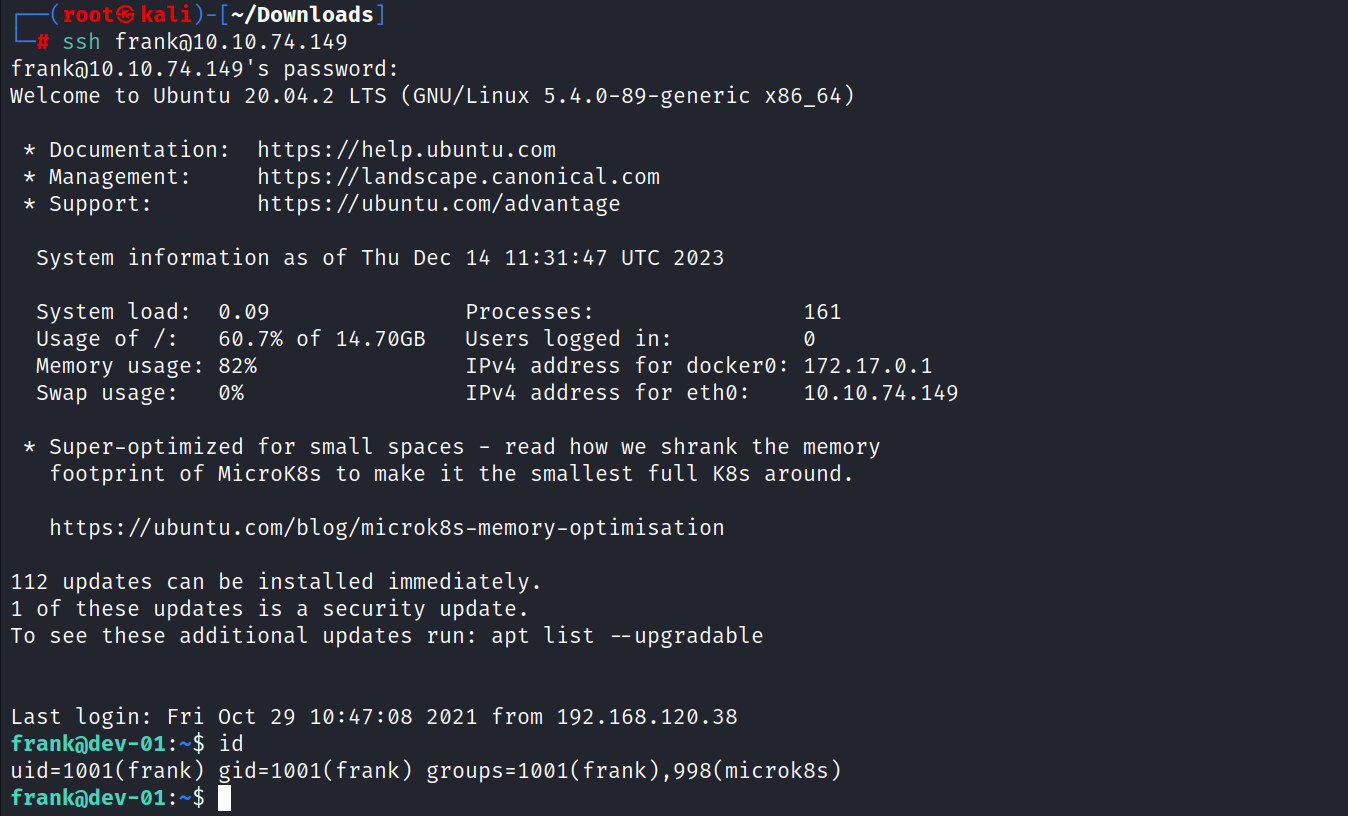 ┌──(root㉿kali)-[~/Downloads]
└─# ssh frank@10.10.74.149
frank@10.10.74.149's password:
Welcome to Ubuntu 20.04.2 LTS (GNU/Linux 5.4.0-89-generic x86_64)
* Documentation:  https://help.ubuntu.com
* Management:     https://landscape.canonical.com
* Support:        https://ubuntu.com/advantage
System information as of Thu Dec 14 11:31:47 UTC 2023
System load:  0.09               Processes:                161
Usage of /:   60.7% of 14.70GB   Users logged in:          0
Memory usage: 82%                IPv4 address for docker0: 172.17.0.1
Swap usage:   0%                 IPv4 address for eth0:    10.10.74.149
* Super-optimized for small spaces - read how we shrank the memory
footprint of MicroK8s to make it the smallest full K8s around.
https://ubuntu.com/blog/microk8s-memory-optimisation
112 updates can be installed immediately.
1 of these updates is a security update.
To see these additional updates run: apt list --upgradable
Last login: Fri Oct 29 10:47:08 2021 from 192.168.120.38
frank@dev-01:~$ id
uid=1001(frank) gid=1001(frank) groups=1001(frank),998(microk8s)
frank@dev-01:~$